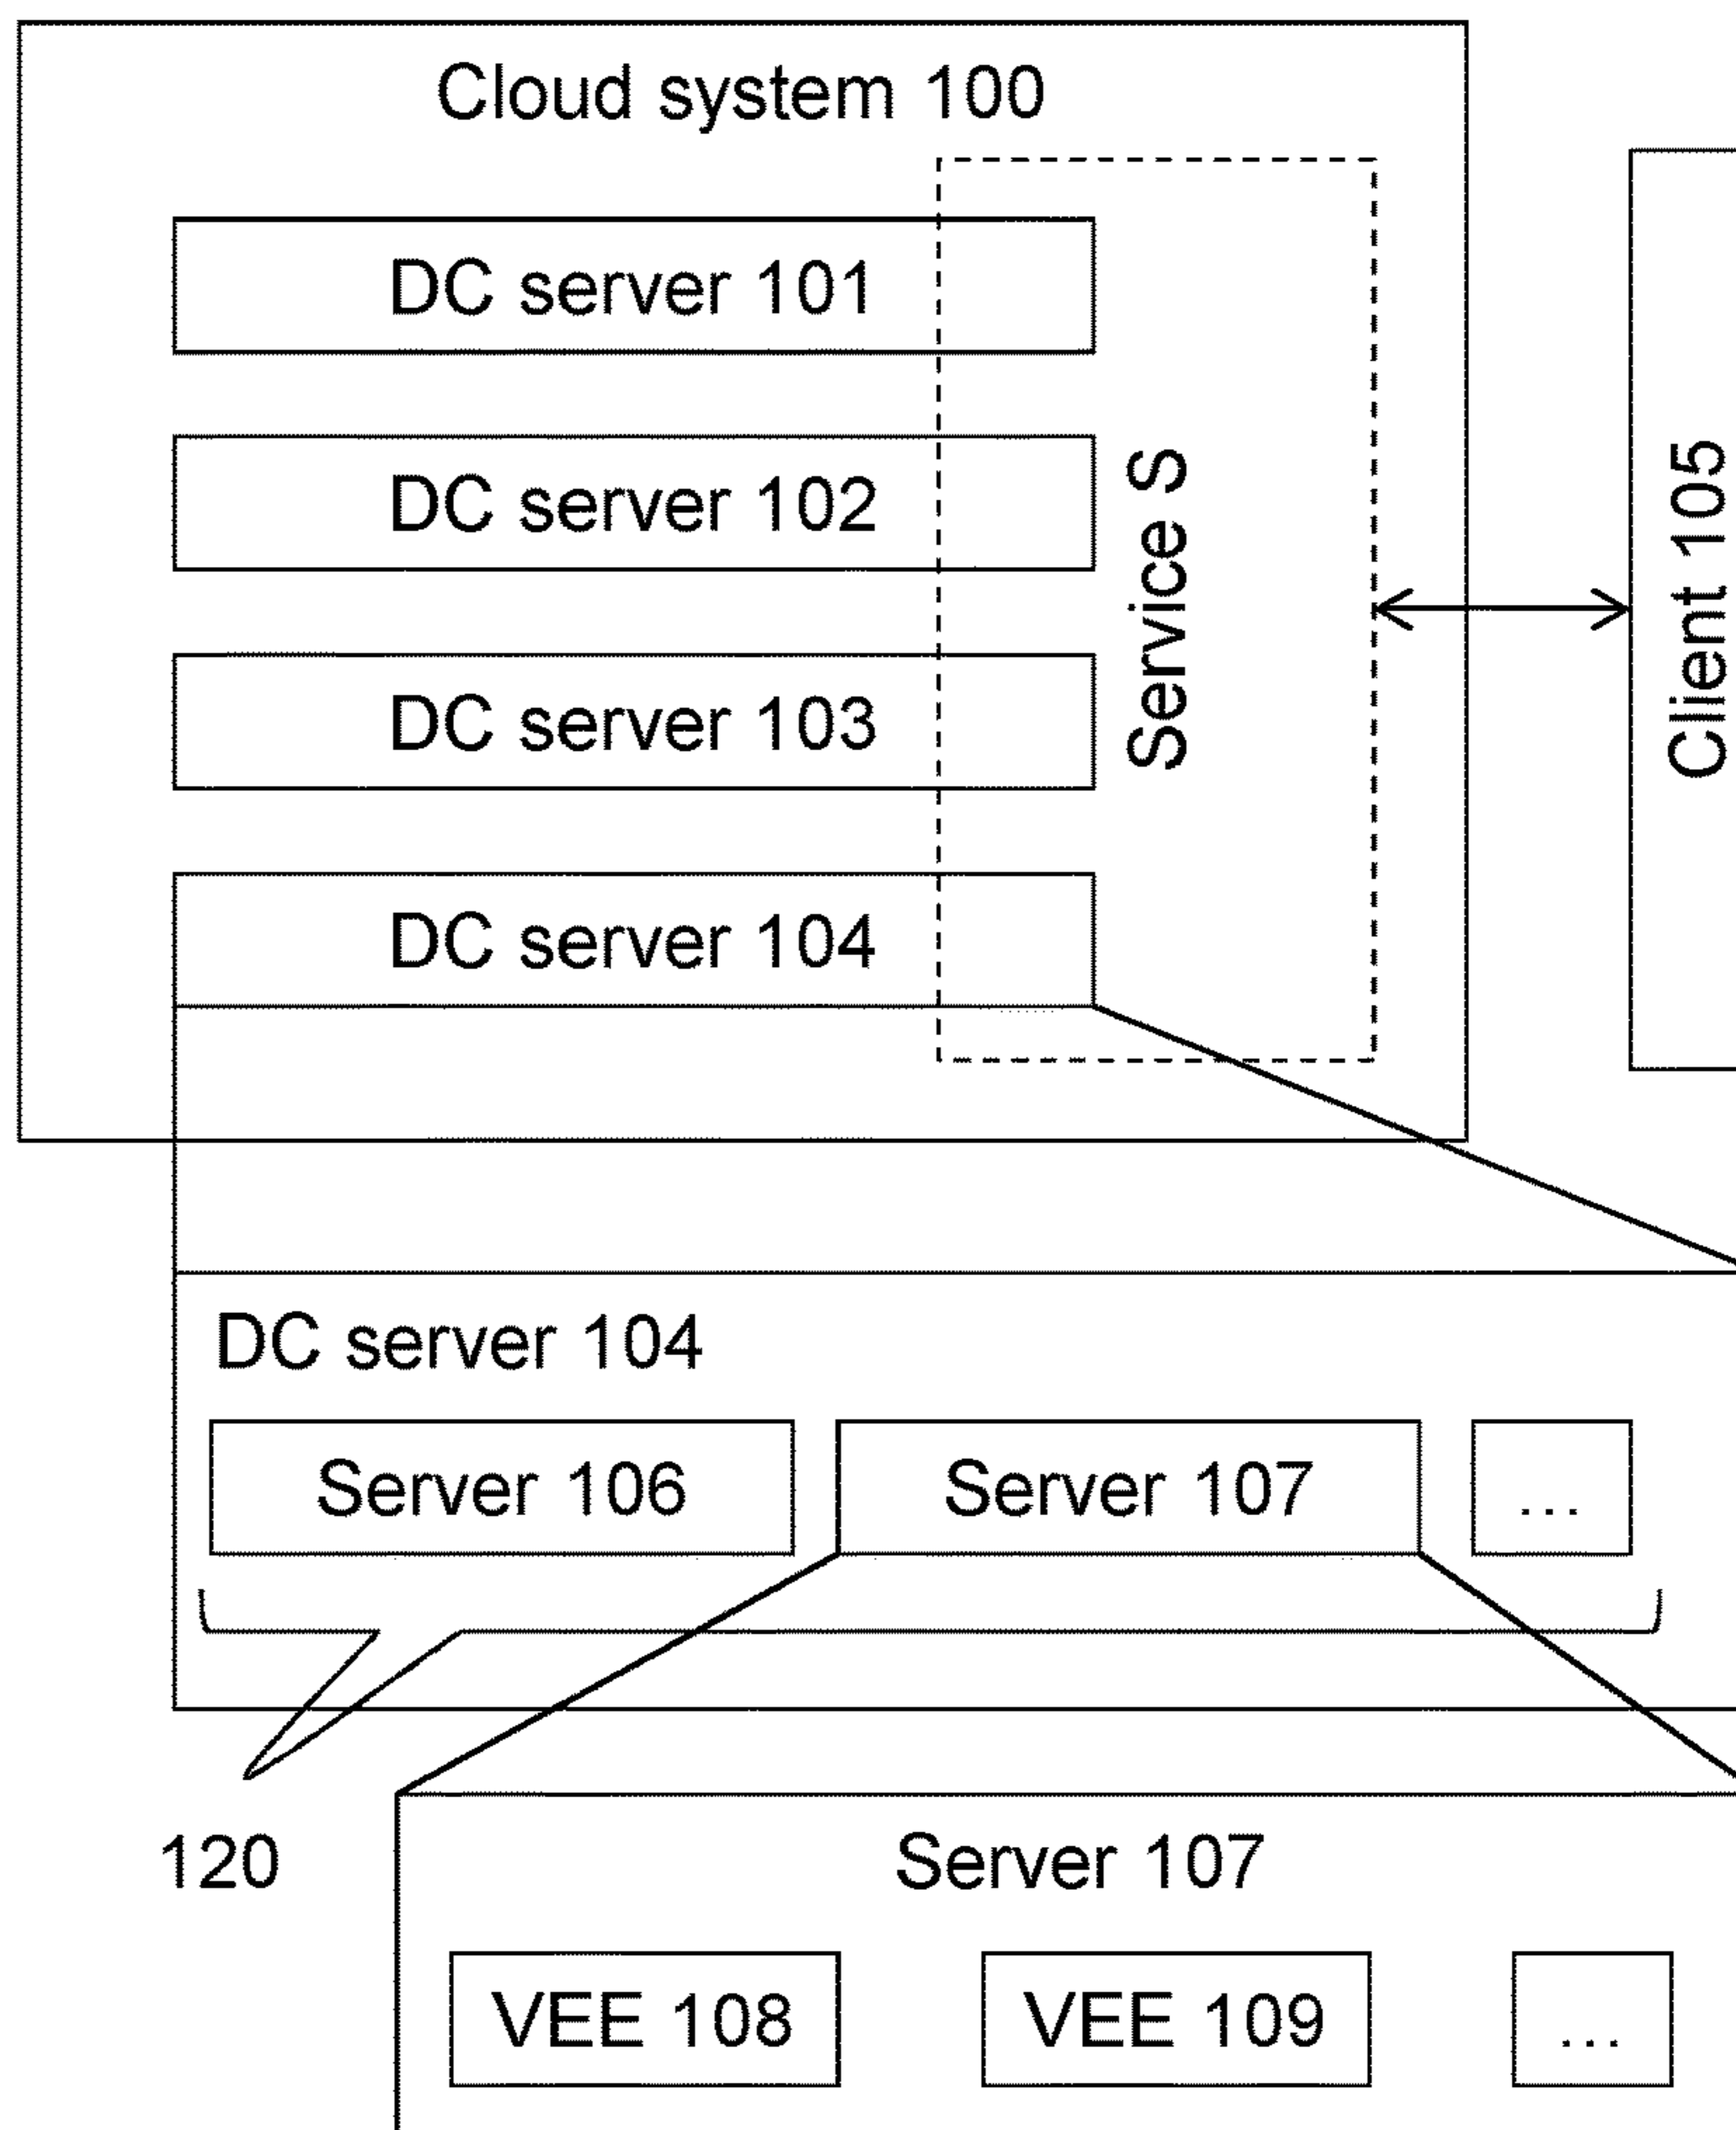 Cloud system 100
DC server 101
DC server 102
DC server 103
DC server 104
Service S
Client 105
DC server 104
Server 106
Server 107
...
120
Server 107
VEE 108
VEE 109
...